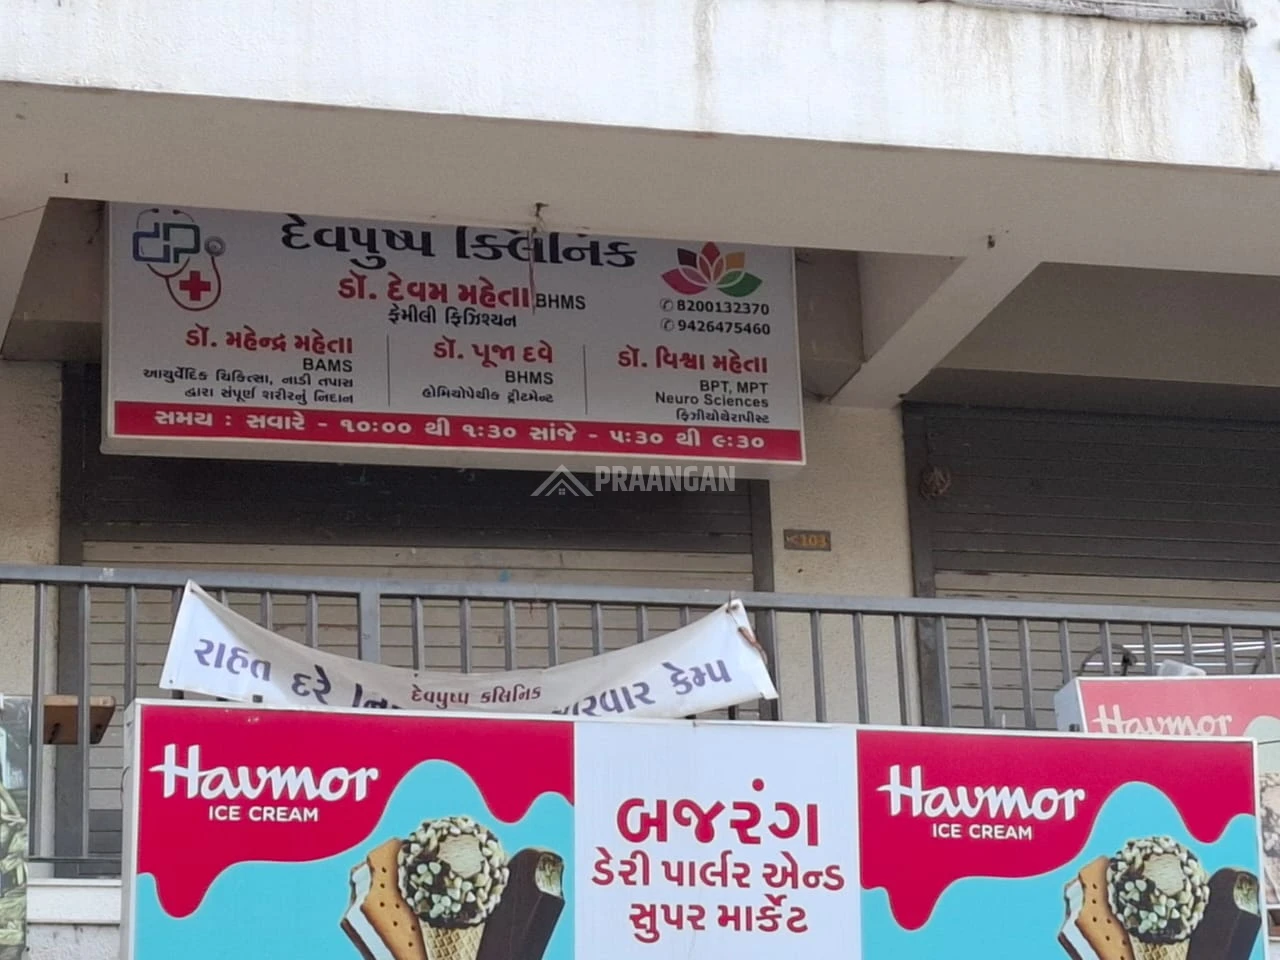 દેવપુષ્પ ક્લિનિક
ડૉ. દેવમ મહેતા BHMS
ફેમીલી ફિઝિશ્યન
8200132370
9426475460
ડૉ. મહેન્દ્ર મહેતા
BAMS
આયુર્વેદિક ચિકિત્સા, નાડી તપાસ
દ્વારા સંપૂર્ણ શરીરનું નિદાન
ડૉ. પૂજા દવે
BHMS
હોમિયોપેથીક ટ્રીટમેન્ટ
ડૉ. વિશ્વા મહેતા
BPT, MPT
Neuro Sciences
ફિઝીયોથેરાપીસ્ટ
સમય : સવારે - ૧૦:૦૦ થી ૧:૩૦ સાંજે - ૫:૩૦ થી ૯:૩૦
PRAANGAN
103
રાહત દરે
દેવપુષ્પ કલિનિક
સારવાર કેમ્પ
Havmor
Havmor
ICE CREAM
બજરંગ
ડેરી પાર્લર એન્ડ
સુપર માર્કેટ
Havmor
ICE CREAM